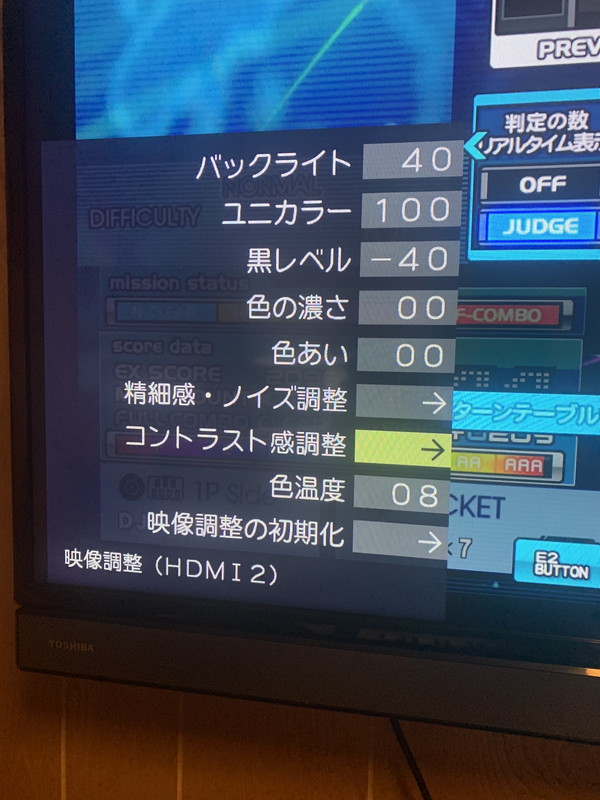 PREV
判定の数
リアルタイム表示
OFF
JUDGE
バックライト 40
NORMAL
DIFFICULTY
ユニカラー 100
黒レベル -40
mission status
色の濃さ 00
F-COMBO
score data
色あい 00
EX SCORE
精細感・ノイズ調整 →
ターンテーブル
コントラスト感調整 →
AA AAA
1P Side
色温度 08
CKET
DJ
映像調整の初期化 →
×7
E2
BUTTON
映像調整（HDMI2）
TOSHIBA